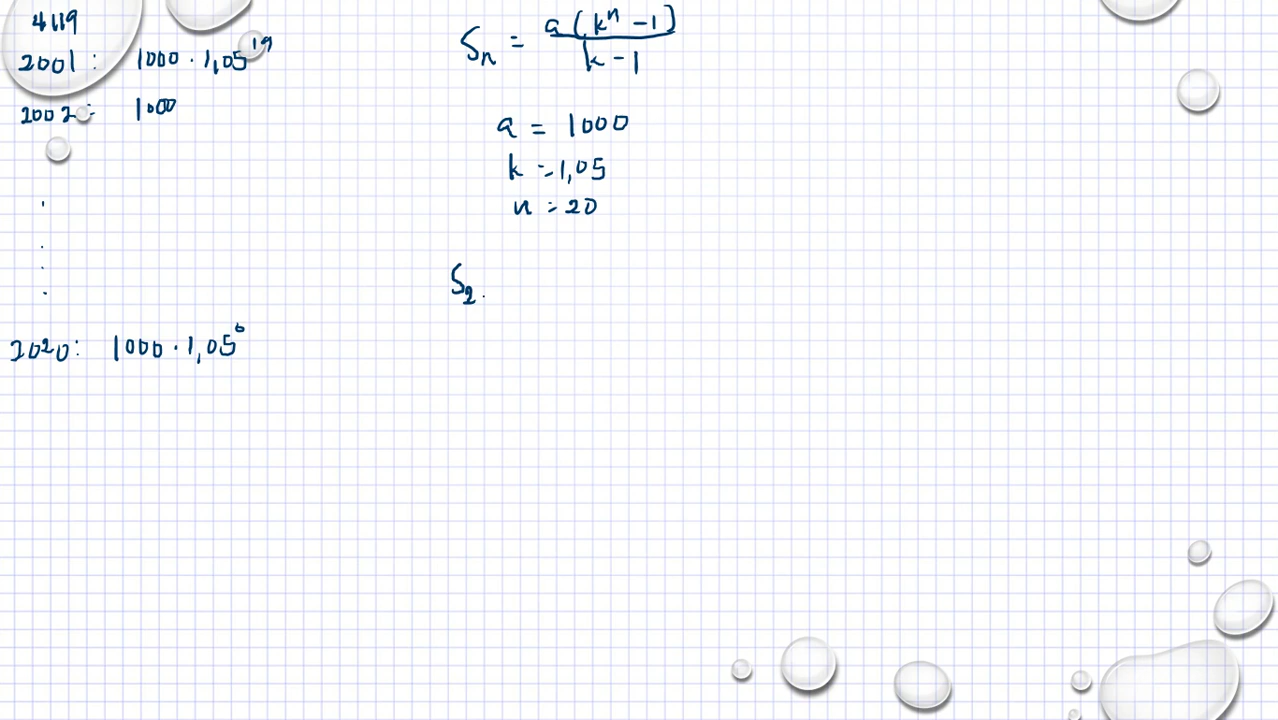 4119
2001: 1000 · 1,05^19
2002: 1000
.
.
.
.
2020: 1000 · 1,05^0
S_n = a(k^n - 1) / k - 1
a = 1000
k = 1,05
n = 20
S_2.